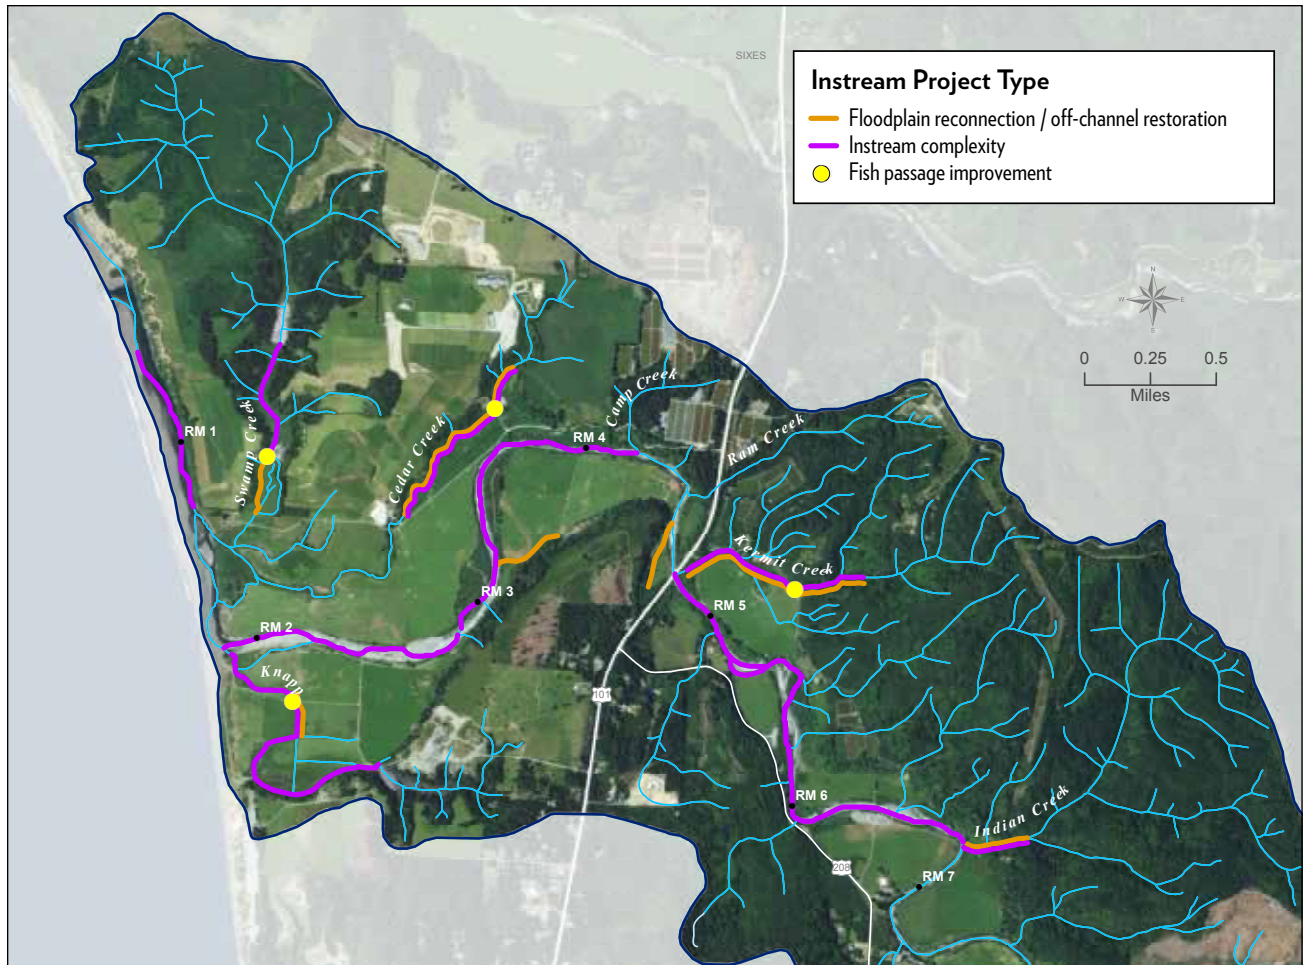 SIXES
Instream Project Type
Floodplain reconnection / off-channel restoration
Instream complexity
Fish passage improvement
N
W E
S
0 0.25 0.5
Miles
Camp Creek
Ram Creek
RM 1
Swamp Creek
Cedar Creek
RM 4
Kermit Creek
RM 3
RM 5
RM 2
Knapp
101
RM 6
Indian Creek
208
RM 7